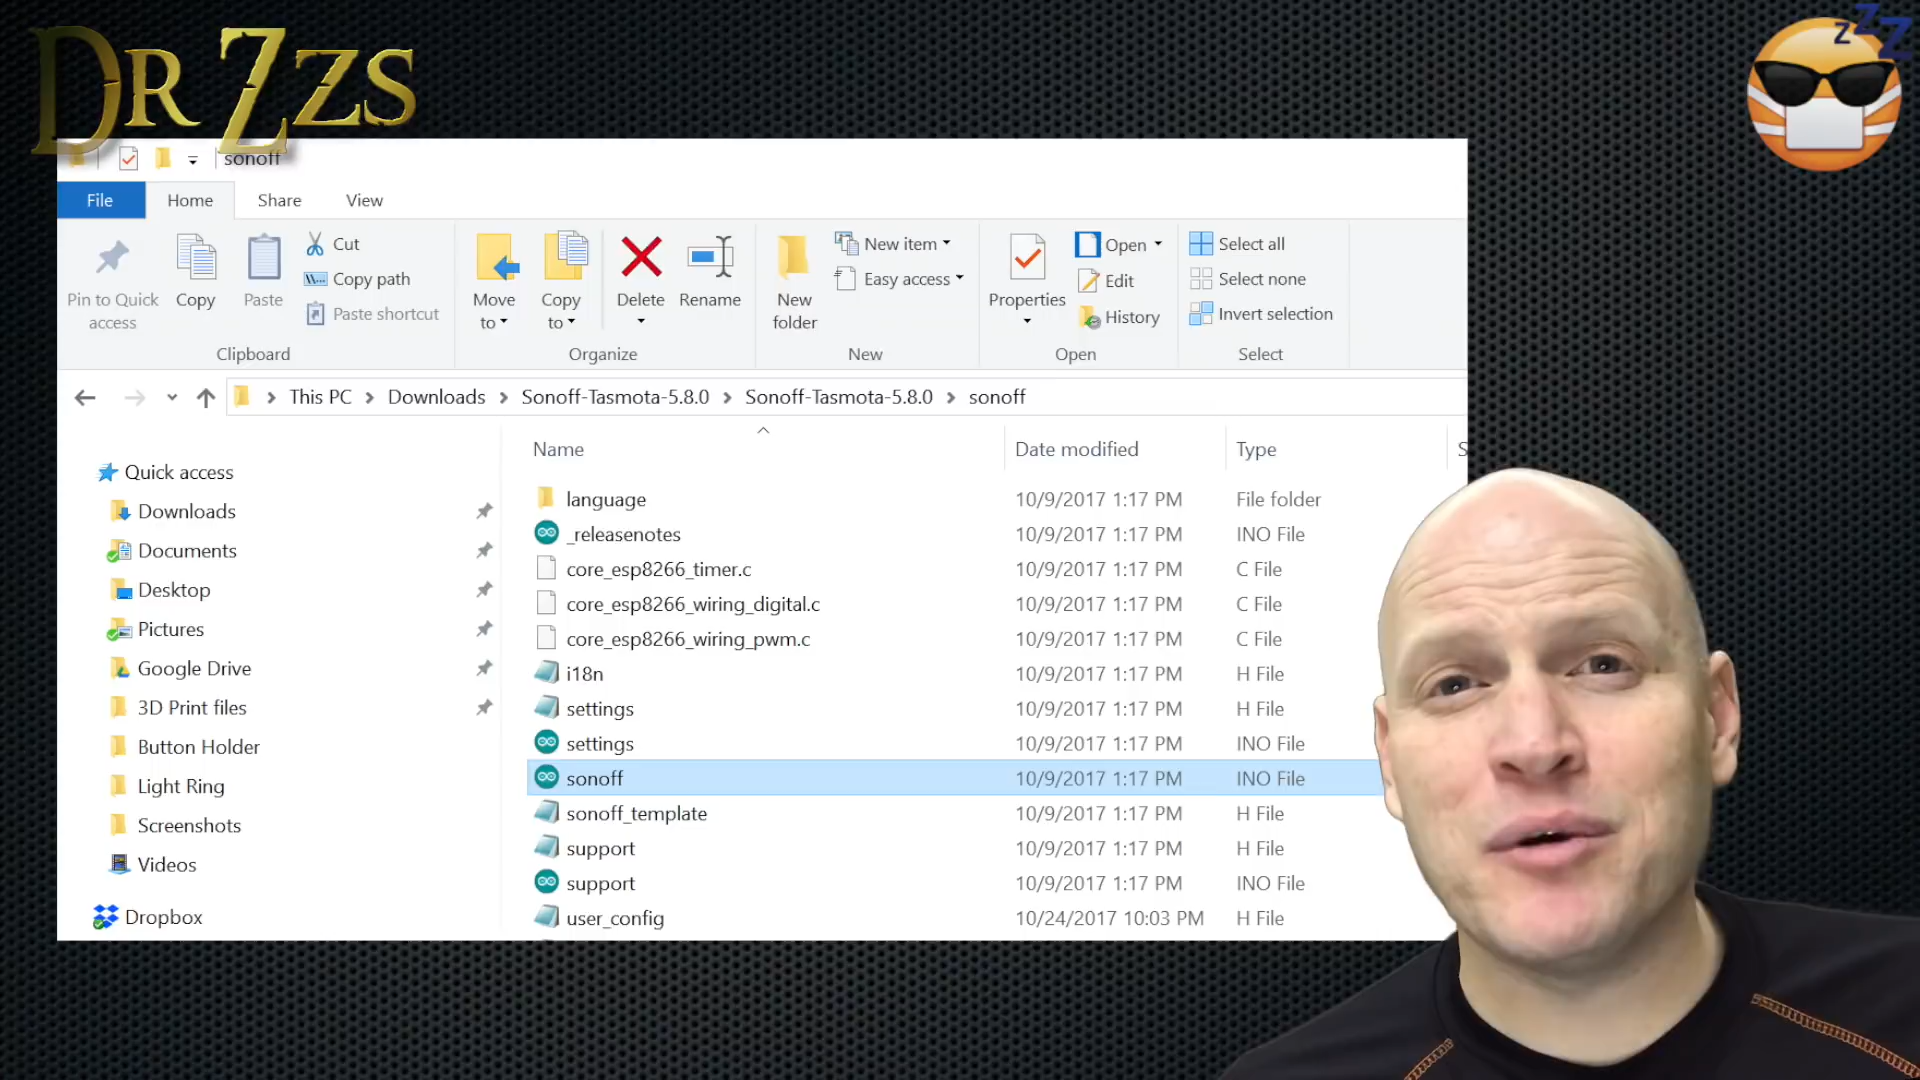 DR ZZS
z Z Z
sonoff
File Home Share View
Pin to Quick access
Copy
Paste
Cut
Copy path
Paste shortcut
Clipboard
Move to
Copy to
Delete
Rename
Organize
New folder
New item
Easy access
New
Properties
Open
Edit
History
Open
Select all
Select none
Invert selection
Select
This PC > Downloads > Sonoff-Tasmota-5.8.0 > Sonoff-Tasmota-5.8.0 > sonoff
Quick access
Downloads
Documents
Desktop
Pictures
Google Drive
3D Print files
Button Holder
Light Ring
Screenshots
Videos
Dropbox
Name Date modified Type S
language 10/9/2017 1:17 PM File folder
_releasenotes 10/9/2017 1:17 PM INO File
core_esp8266_timer.c 10/9/2017 1:17 PM C File
core_esp8266_wiring_digital.c 10/9/2017 1:17 PM C File
core_esp8266_wiring_pwm.c 10/9/2017 1:17 PM C File
i18n 10/9/2017 1:17 PM H File
settings 10/9/2017 1:17 PM H File
settings 10/9/2017 1:17 PM INO File
sonoff 10/9/2017 1:17 PM INO File
sonoff_template 10/9/2017 1:17 PM H File
support 10/9/2017 1:17 PM H File
support 10/9/2017 1:17 PM INO File
user_config 10/24/2017 10:03 PM H File